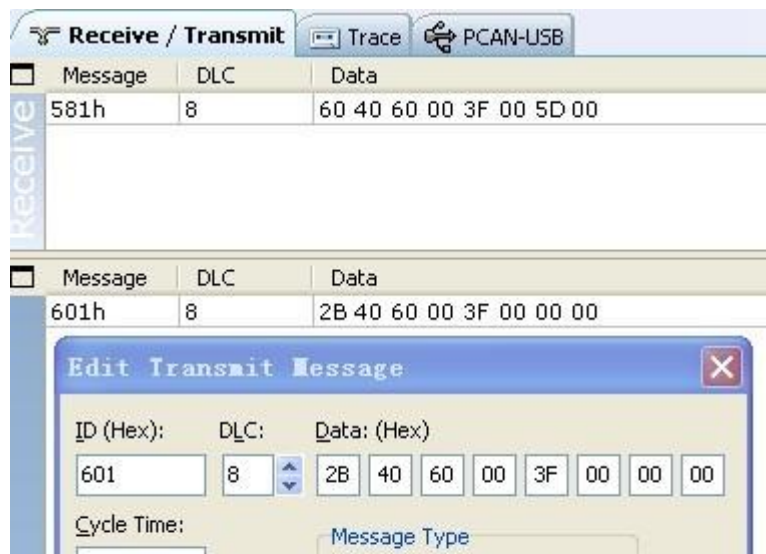 Receive / Transmit Trace PCAN-USB
Message DLC Data
581h 8 60 40 60 00 3F 00 5D 00
Receive
Message DLC Data
601h 8 2B 40 60 00 3F 00 00 00
Edit Transmit Message
ID (Hex): DLC: Data: (Hex)
601 8 2B 40 60 00 3F 00 00 00
Cycle Time: Message Type